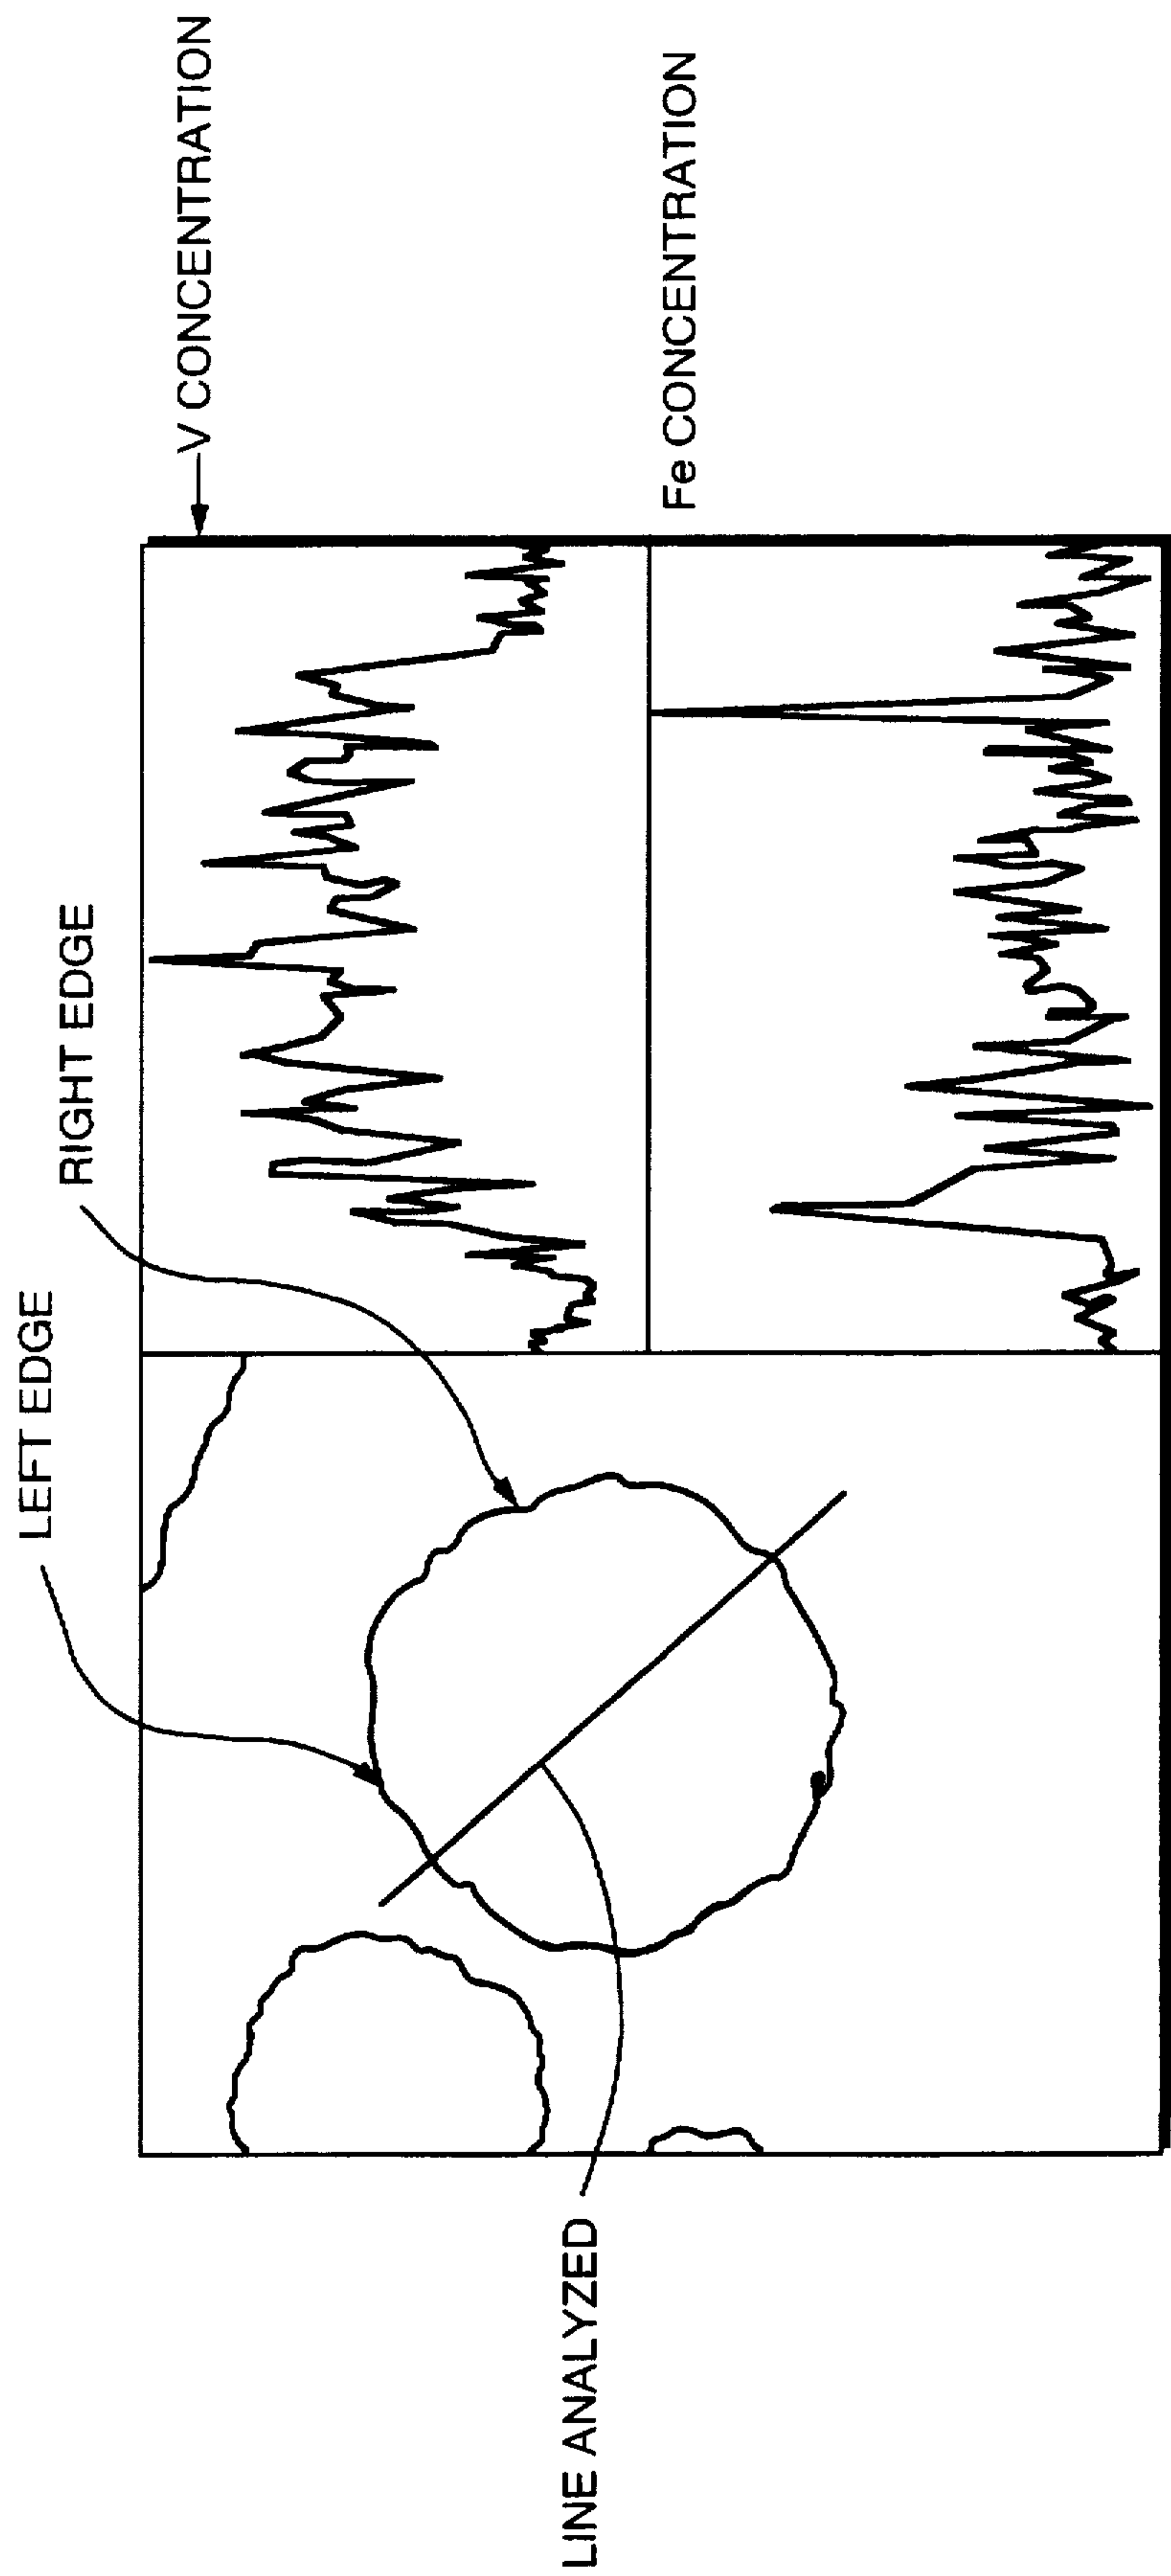 LEFT EDGE
RIGHT EDGE
V CONCENTRATION
Fe CONCENTRATION
LINE ANALYZED